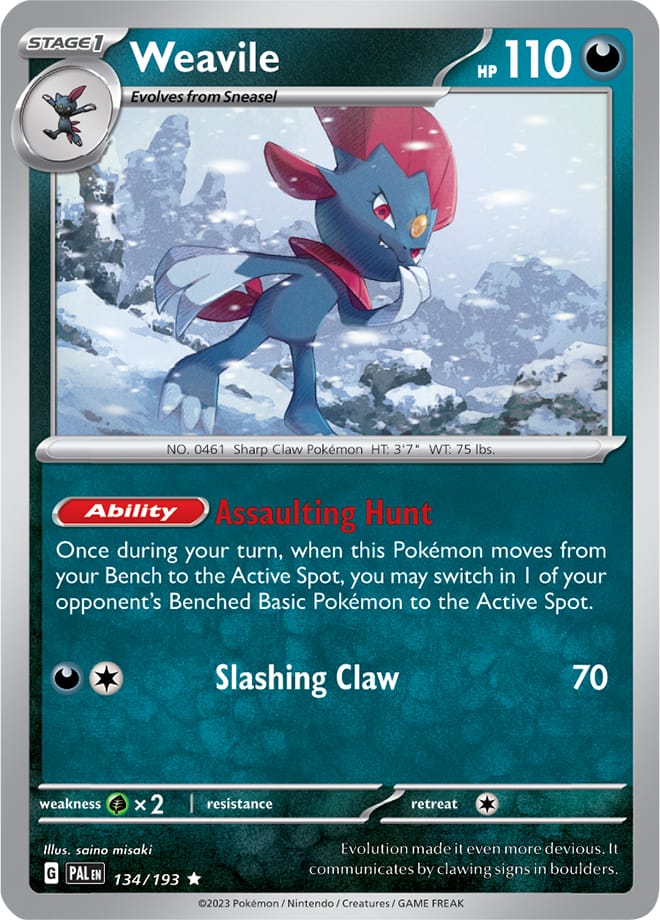 STAGE1
Weavile
HP 110
Evolves from Sneasel
NO. 0461 Sharp Claw Pokémon HT: 3'7" WT: 75 lbs.
Ability Assaulting Hunt
Once during your turn, when this Pokémon moves from
your Bench to the Active Spot, you may switch in 1 of your
opponent's Benched Basic Pokémon to the Active Spot.
Slashing Claw 70
weakness ×2 resistance retreat
Illus. saino misaki
Evolution made it even more devious. It
communicates by clawing signs in boulders.
G PAL EN 134/193
©2023 Pokémon / Nintendo / Creatures / GAME FREAK